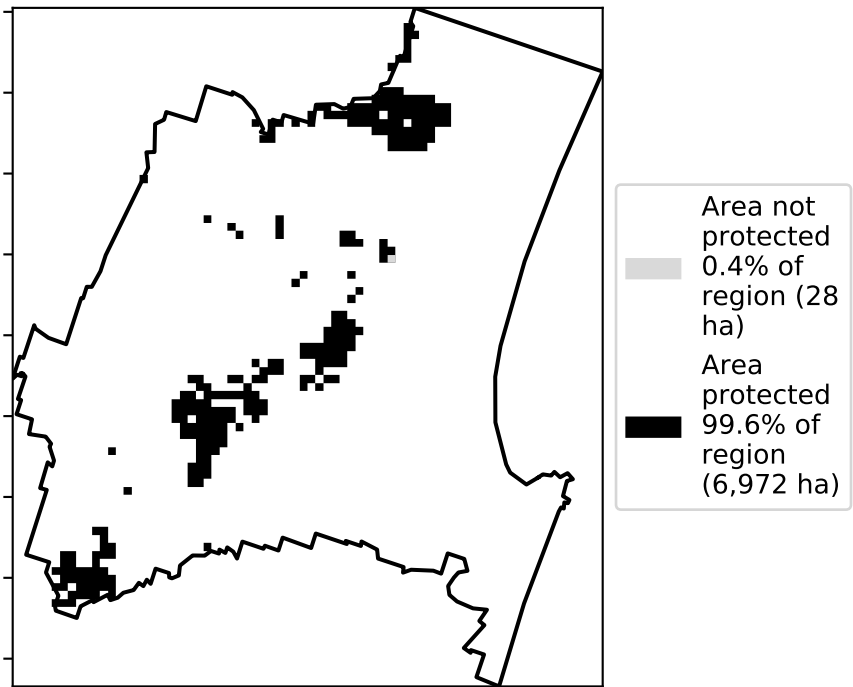 Area not
protected
0.4% of
region (28
ha)
Area
protected
99.6% of
region
(6,972 ha)